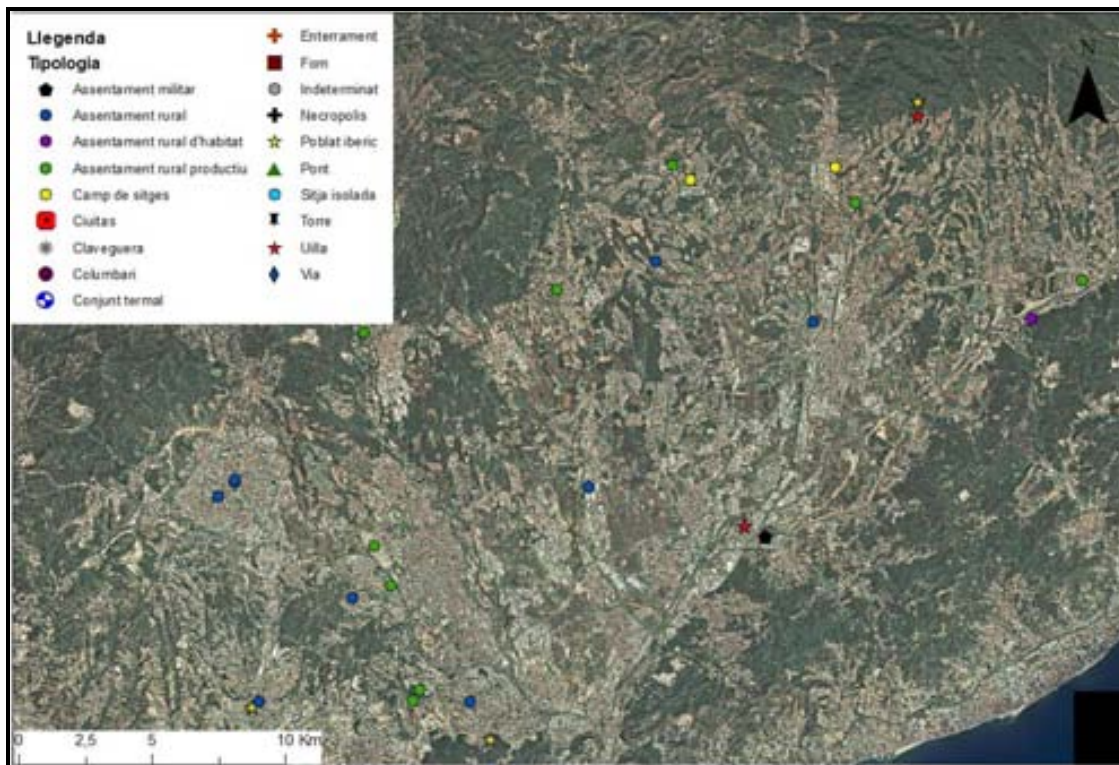 Llegenda
Tipologia
Assentament militar
Assentament rural
Assentament rural d'habitat
Assentament rural productiu
Camp de sitges
Ciuitas
Claveguera
Columbari
Conjunt termal
Enterrament
Forn
Indeterminat
Necropolis
Poblat iberic
Pont
Sitja isolada
Torre
Uilla
Via
N
0 2,5 5 10 Km